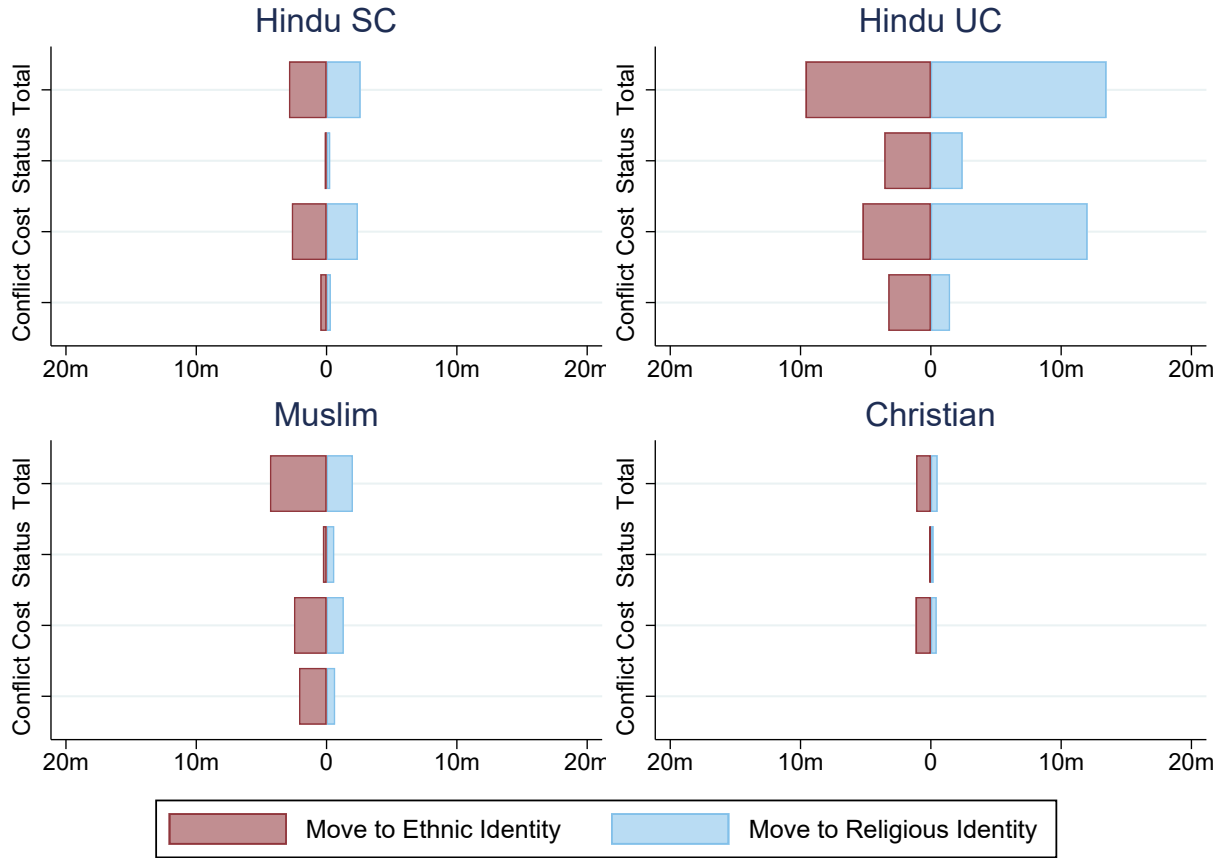 Hindu SC
Total
Status
Cost
Conflict
20m 10m 0 10m 20m
Hindu UC
Total
Status
Cost
Conflict
20m 10m 0 10m 20m
Muslim
Total
Status
Cost
Conflict
20m 10m 0 10m 20m
Christian
Total
Status
Cost
Conflict
20m 10m 0 10m 20m
Move to Ethnic Identity
Move to Religious Identity